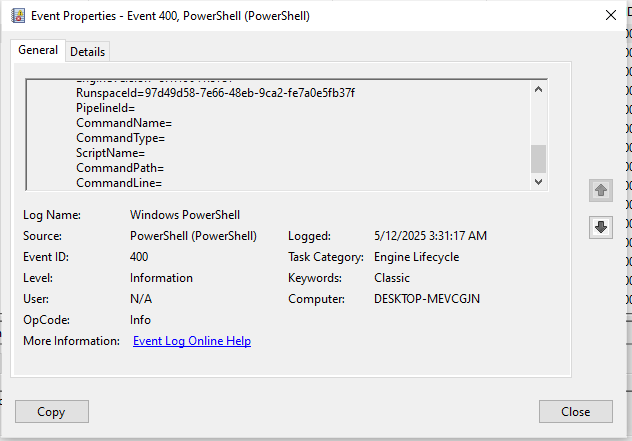 Event Properties - Event 400, PowerShell (PowerShell)
General
Details
RunspaceId=97d49d58-7e66-48eb-9ca2-fe7a0e5fb37f
PipelineId=
CommandName=
CommandType=
ScriptName=
CommandPath=
CommandLine=
Log Name: Windows PowerShell
Source: PowerShell (PowerShell) Logged: 5/12/2025 3:31:17 AM
Event ID: 400 Task Category: Engine Lifecycle
Level: Information Keywords: Classic
User: N/A Computer: DESKTOP-MEVCGJN
OpCode: Info
More Information: Event Log Online Help
Copy
Close